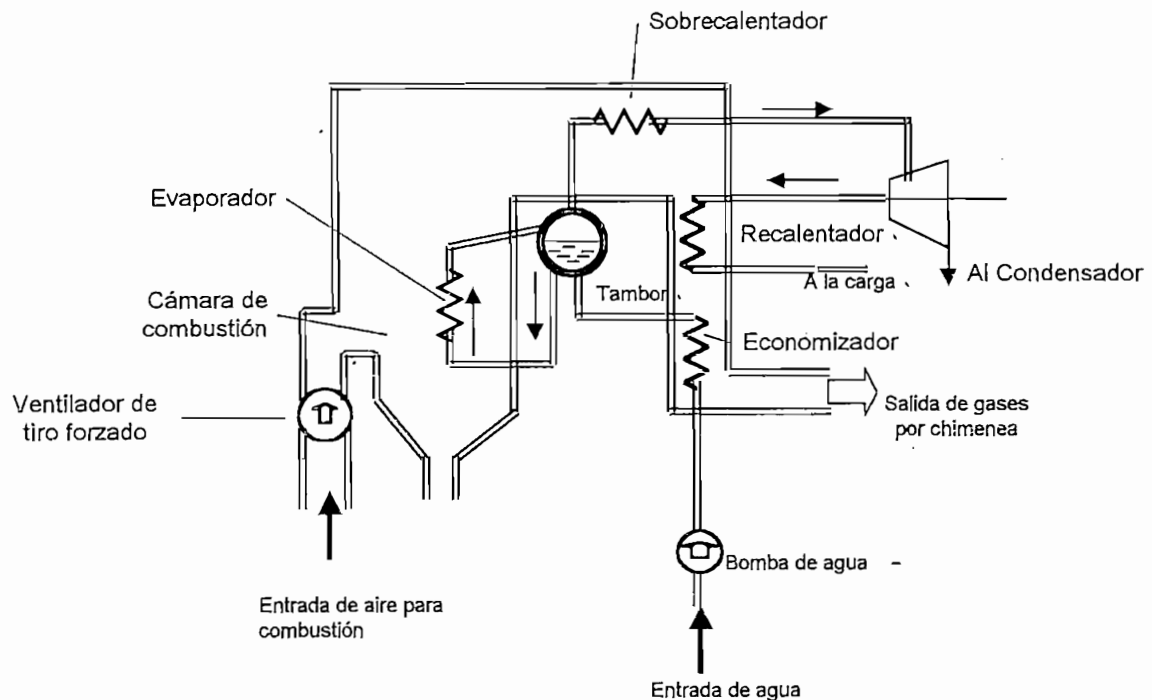 Sobrecalentador
Evaporador
Recalentador
Al Condensador
A la carga
Cámara de
combustión
Tambor
Economizador
Ventilador de
tiro forzado
Salida de gases
por chimenea
Bomba de agua
Entrada de aire para
combustión
Entrada de agua